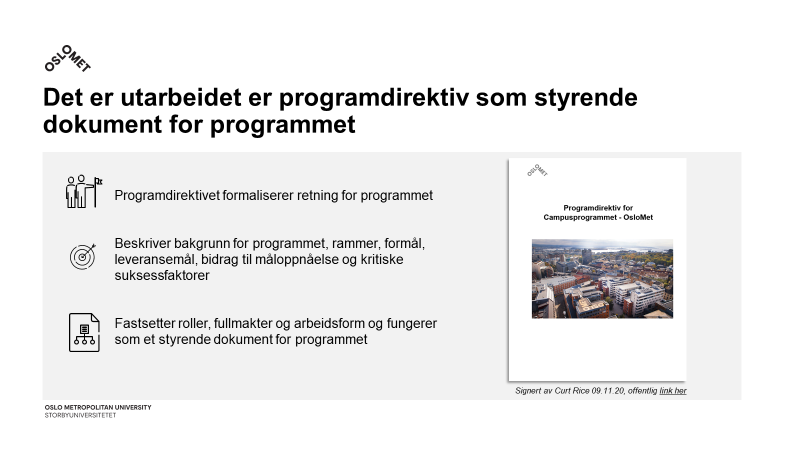 OSLOMET
Det er utarbeidet er programdirektiv som styrende
dokument for programmet
Programdirektivet formaliserer retning for programmet
Beskriver bakgrunn for programmet, rammer, formål,
leveransemål, bidrag til måloppnåelse og kritiske
suksessfaktorer
Fastsetter roller, fullmakter og arbeidsform og fungerer
som et styrende dokument for programmet
OSLOMET
Programdirektiv for
Campusprogrammet - OsloMet
Signert av Curt Rice 09.11.20, offentlig link her
OSLO METROPOLITAN UNIVERSITY
STORBYUNIVERSITETET